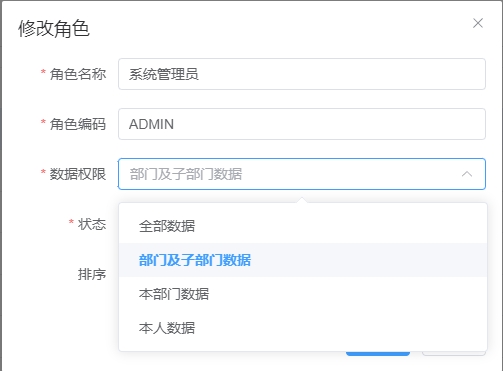 修改角色
* 角色名称 系统管理员
* 角色编码 ADMIN
* 数据权限 部门及子部门数据
* 状态
全部数据
部门及子部门数据
排序
本部门数据
本人数据